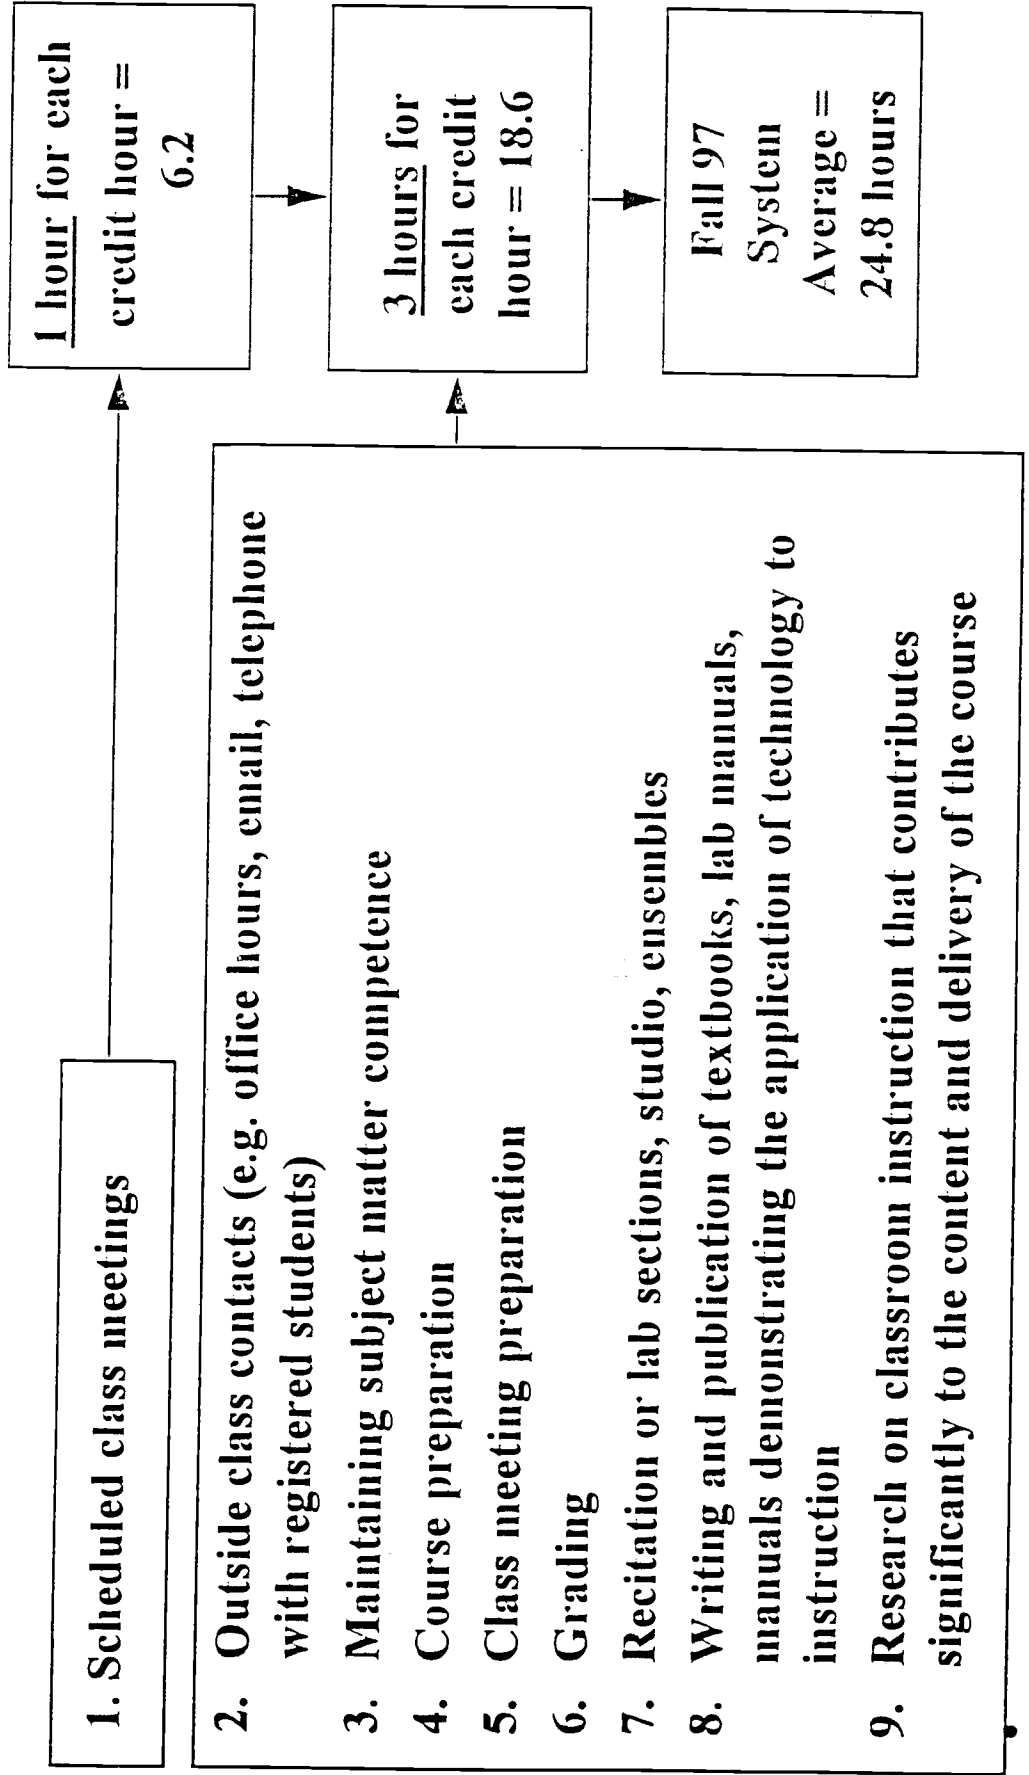 1. Scheduled class meetings
1 hour for each
credit hour =
6.2
2. Outside class contacts (e.g. office hours, email, telephone
with registered students)
3. Maintaining subject matter competence
4. Course preparation
5. Class meeting preparation
6. Grading
7. Recitation or lab sections, studio, ensembles
8. Writing and publication of textbooks, lab manuals,
manuals demonstrating the application of technology to
instruction
9. Research on classroom instruction that contributes
significantly to the content and delivery of the course
3 hours for
each credit
hour = 18.6
Fall 97
System
Average =
24.8 hours